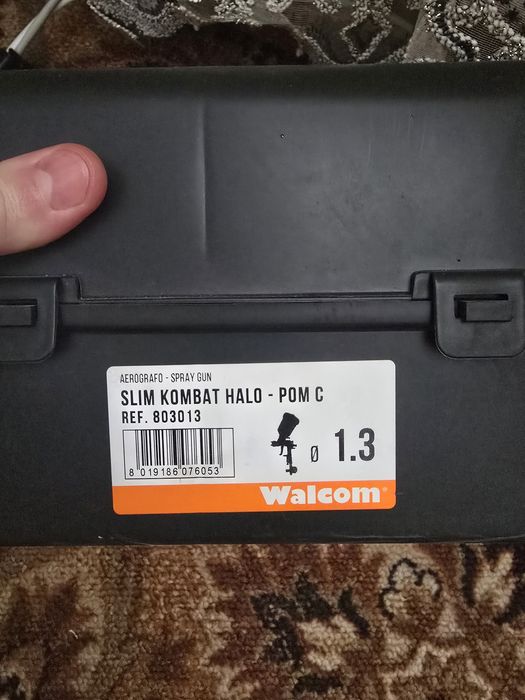 AEROGRAFO - SPRAY GUN
SLIM KOMBAT HALO - POM C
REF. 803013
8 019186 076053
Ø 1.3
Walcom®